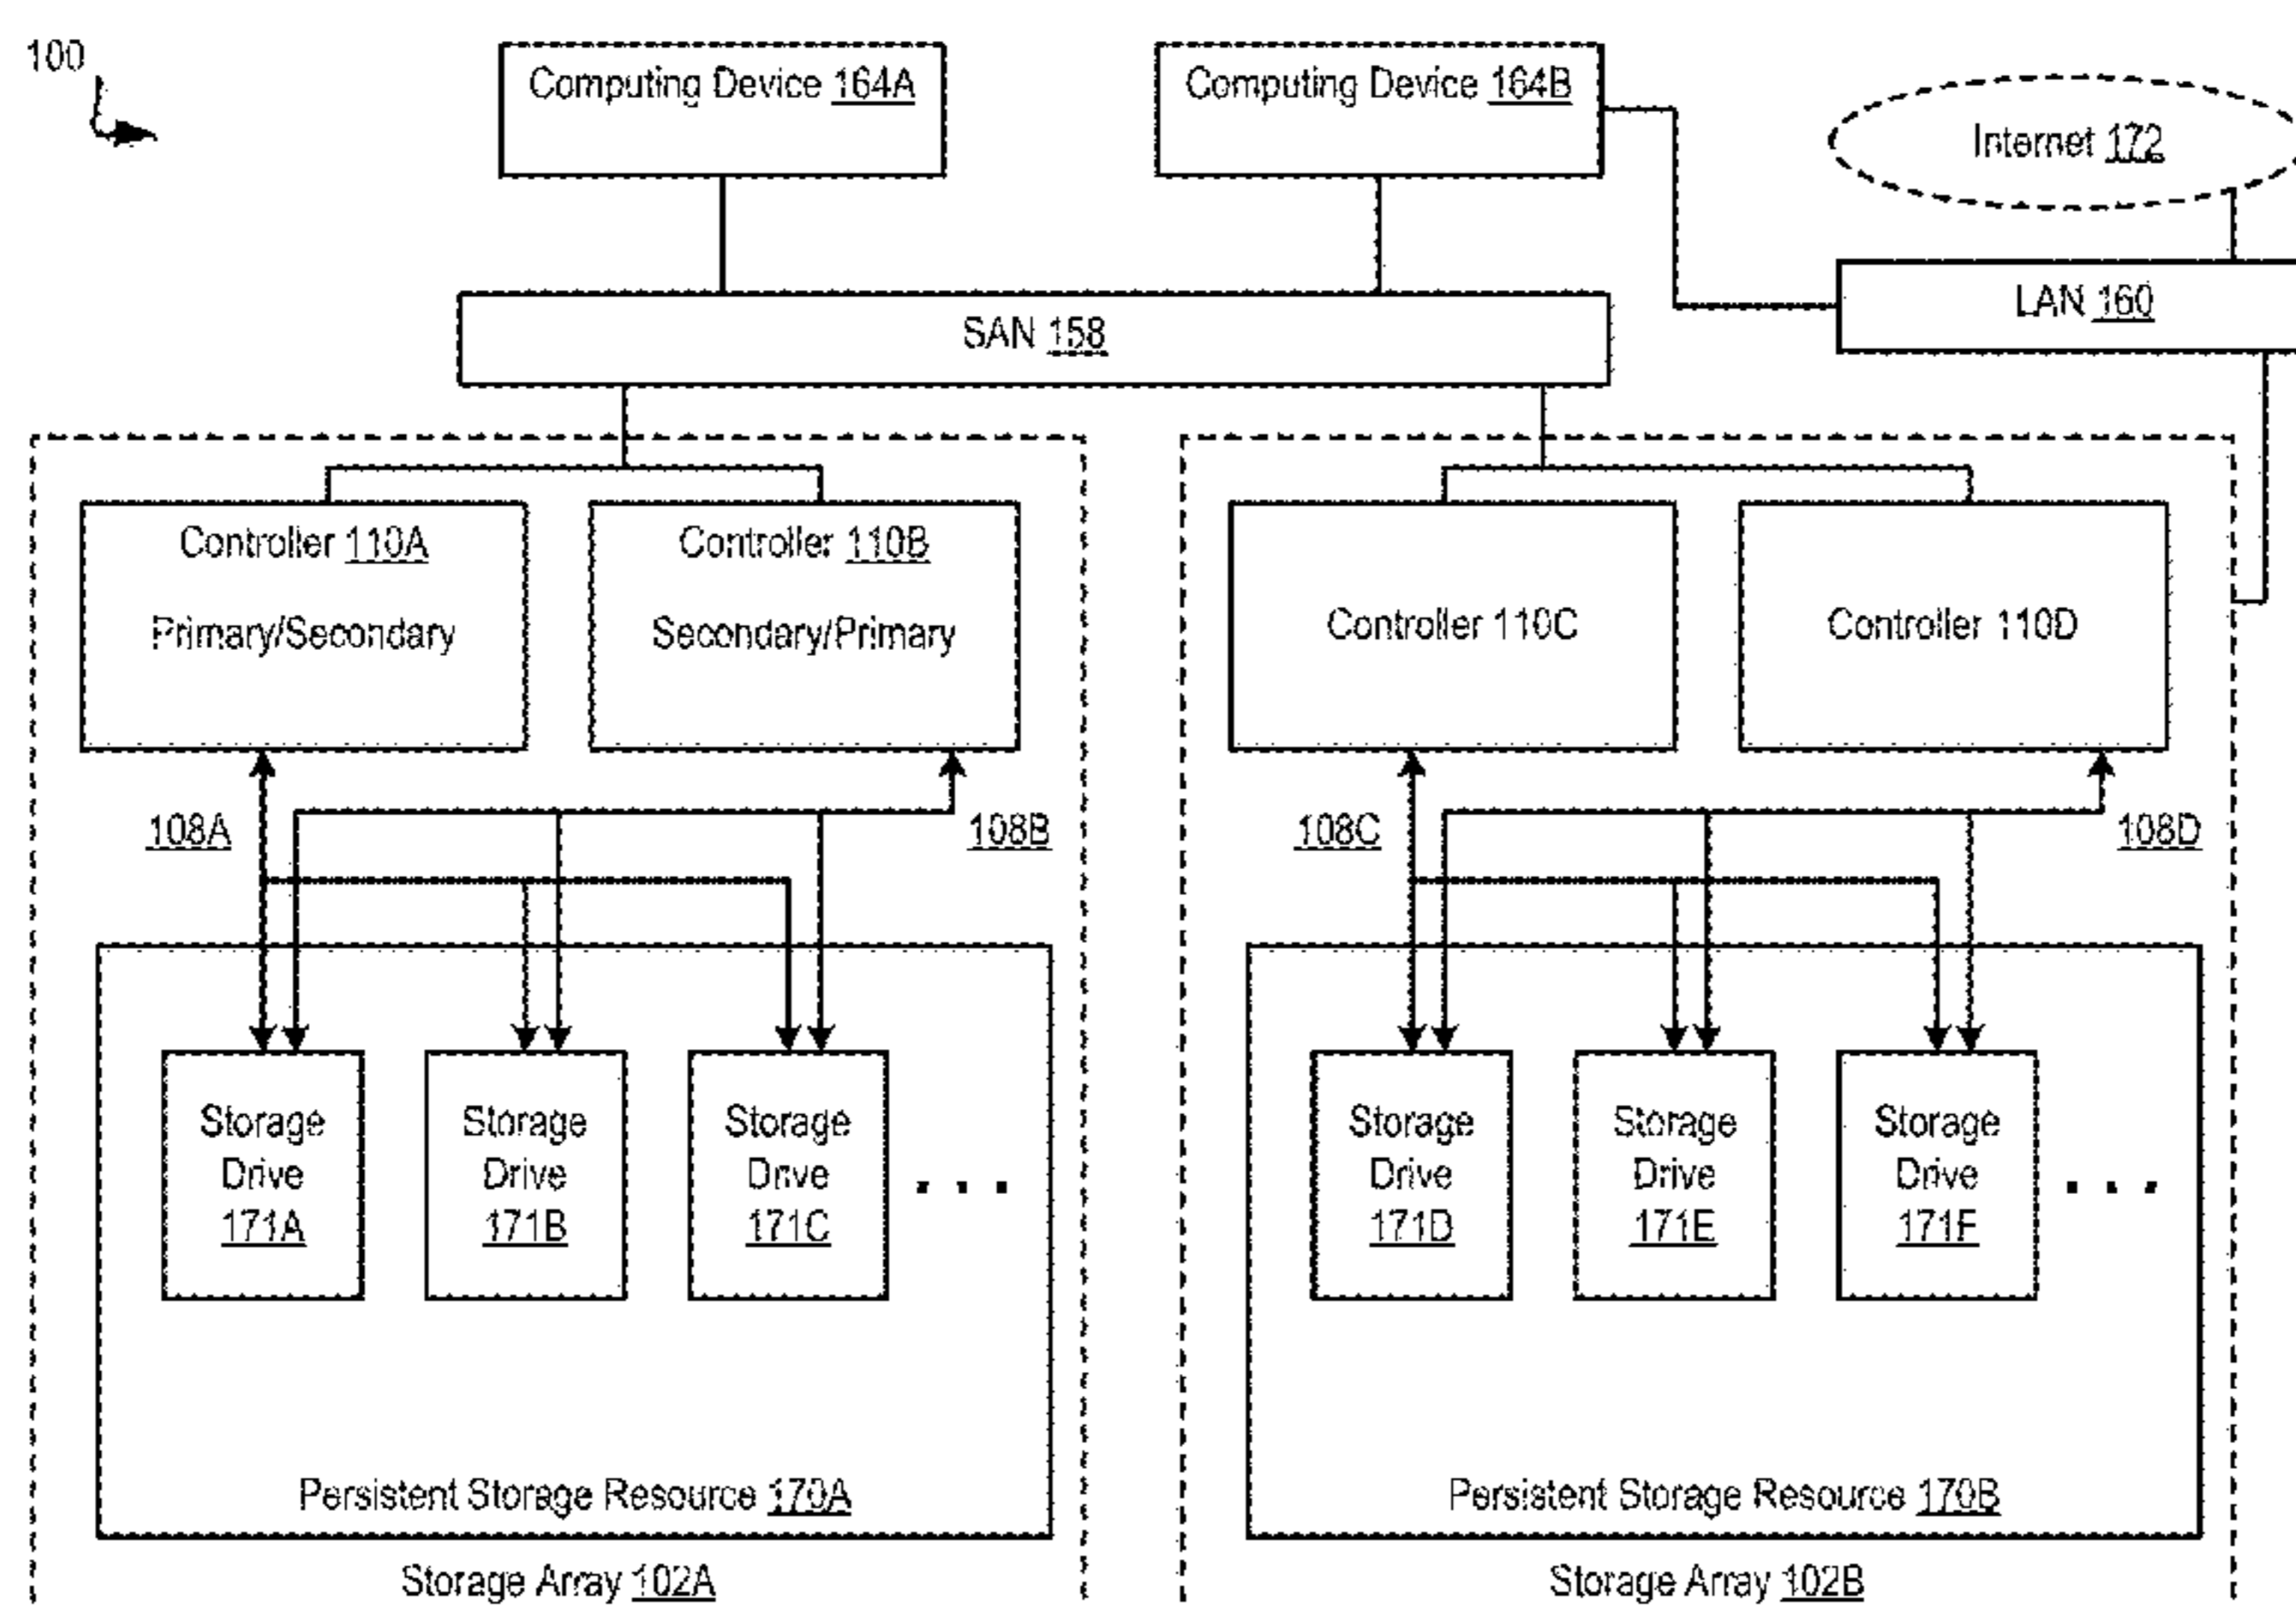 100
Computing Device 164A
Computing Device 164B
Internet 172
LAN 160
SAN 158
Controller 110A
Primary/Secondary
Controller 110B
Secondary/Primary
Controller 110C
Controller 110D
108A
108B
108C
108D
Storage
Drive
171A
Storage
Drive
171B
Storage
Drive
171C
. . .
Storage
Drive
171D
Storage
Drive
171E
Storage
Drive
171F
. . .
Persistent Storage Resource 170A
Persistent Storage Resource 170B
Storage Array 102A
Storage Array 102B